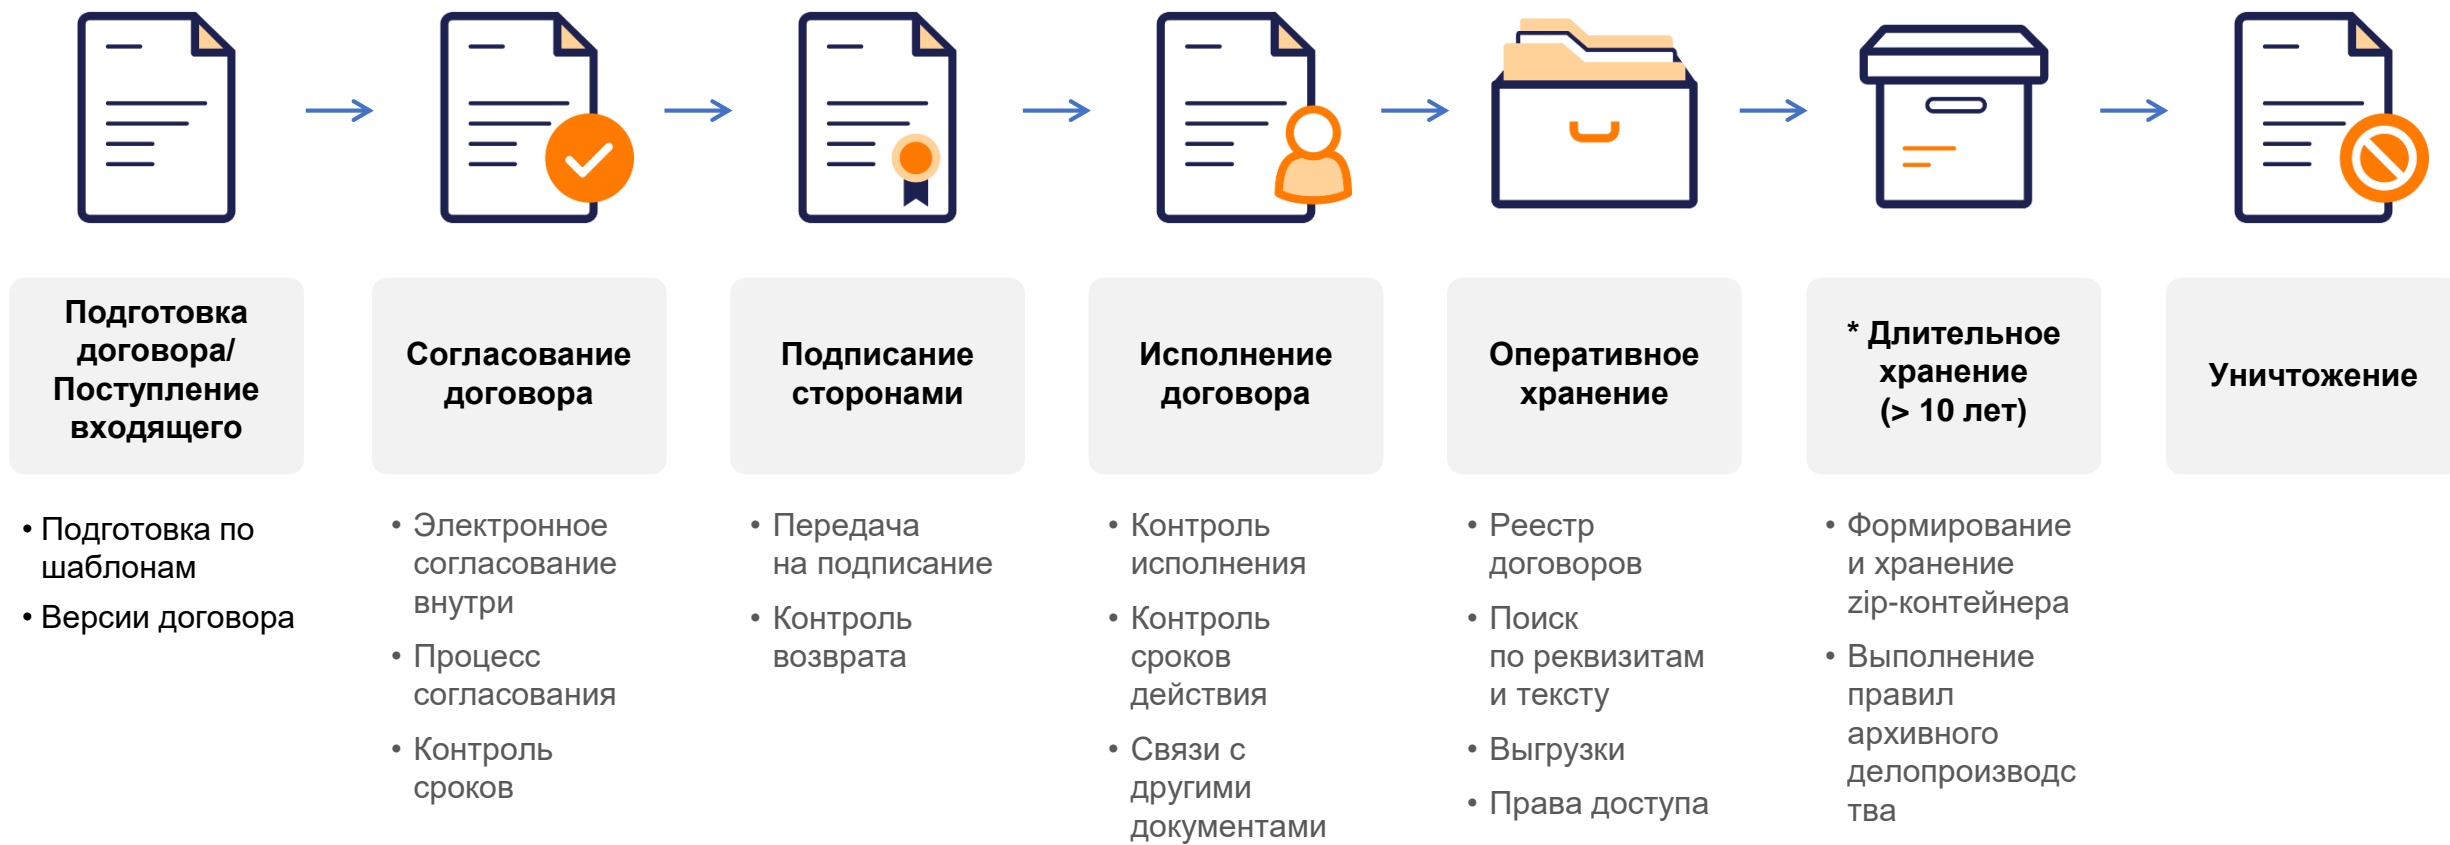 Подготовка
договора/
Поступление
входящего
• Подготовка по
шаблонам
• Версии договора
Согласование
договора
• Электронное
согласование
внутри
• Процесс
согласования
• Контроль
сроков
Подписание
сторонами
• Передача
на подписание
• Контроль
возврата
Исполнение
договора
• Контроль
исполнения
• Контроль
сроков
действия
• Связи с
другими
документами
Оперативное
хранение
• Реестр
договоров
• Поиск
по реквизитам
и тексту
• Выгрузки
• Права доступа
* Длительное
хранение
(> 10 лет)
• Формирование
и хранение
zip-контейнера
• Выполнение
правил
архивного
делопроизводс
тва
Уничтожение